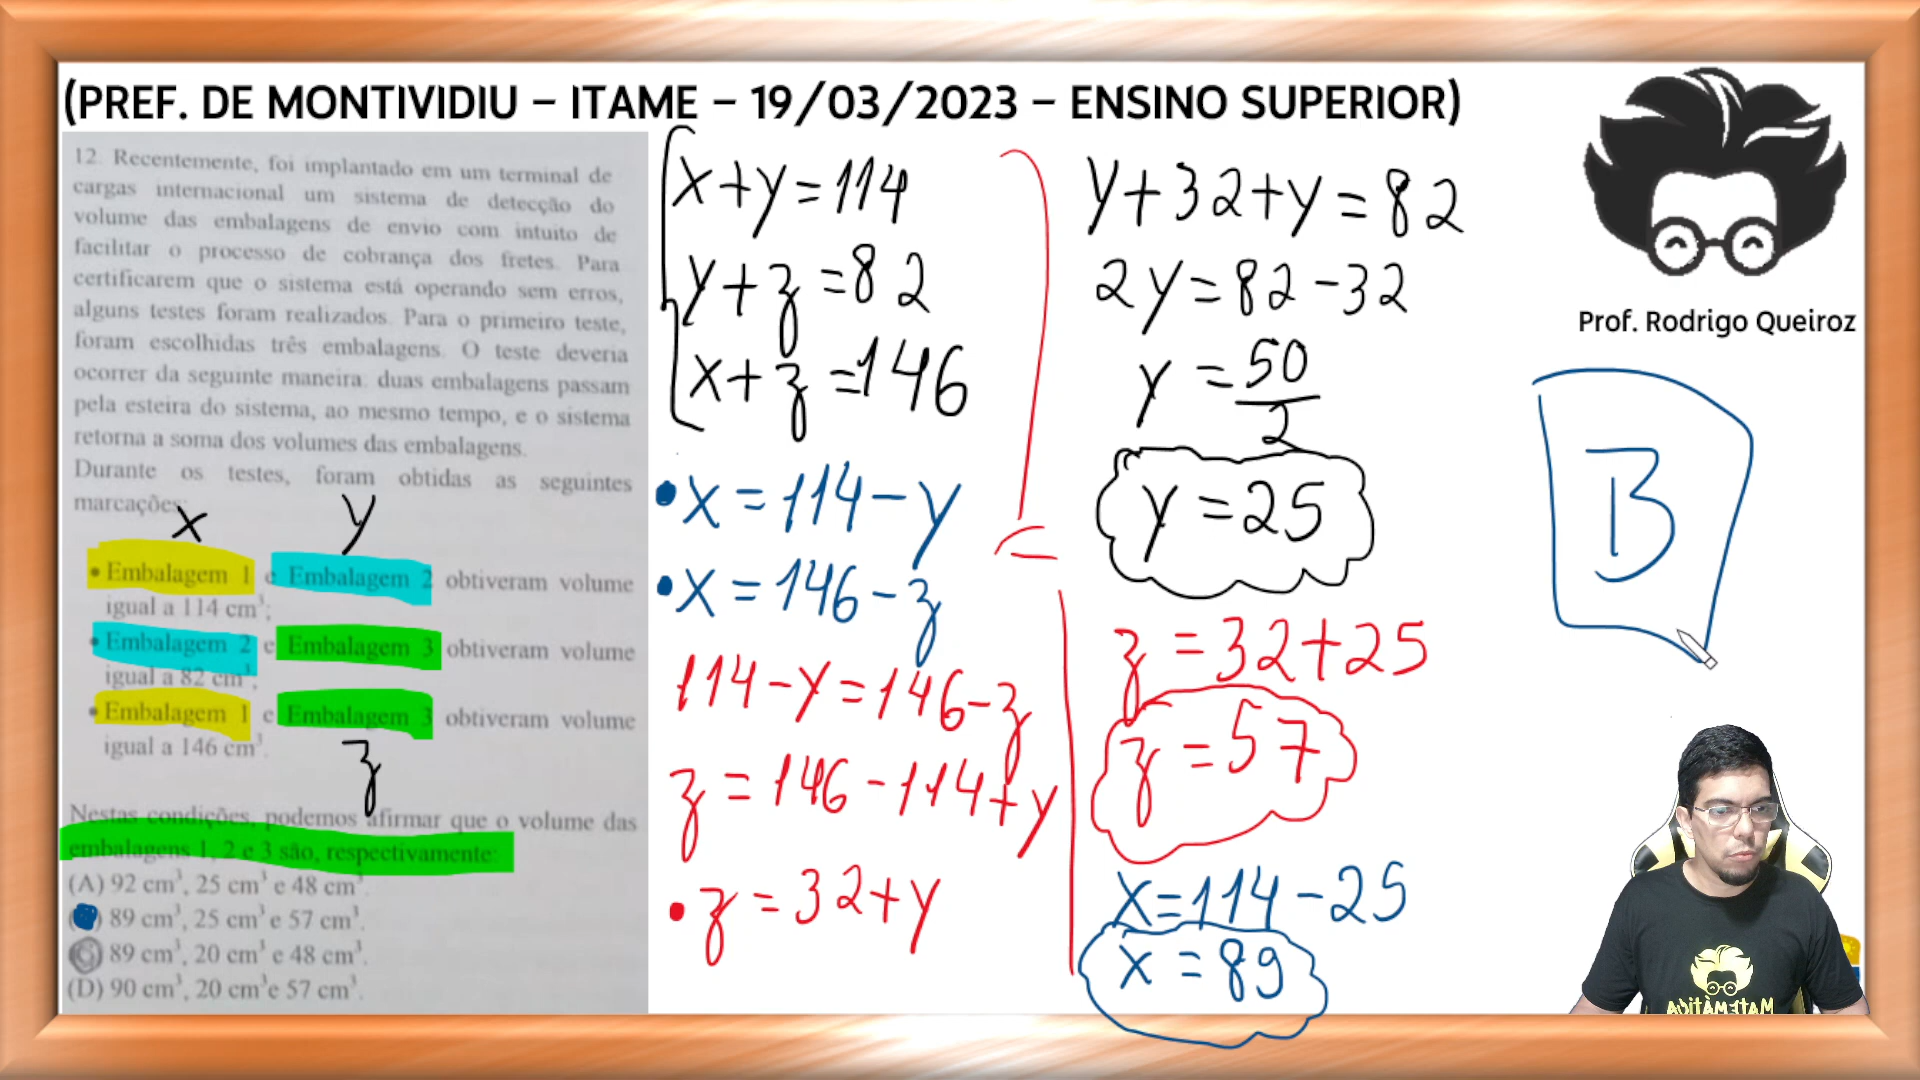 (PREF. DE MONTIVIDIU – ITAME – 19/03/2023 – ENSINO SUPERIOR)
12. Recentemente, foi implantado em um terminal de
cargas internacional um sistema de detecção do
volume das embalagens de envio com intuito de
facilitar o processo de cobrança dos fretes. Para
certificarem que o sistema está operando sem erros,
alguns testes foram realizados. Para o primeiro teste,
foram escolhidas três embalagens. O teste deveria
ocorrer da seguinte maneira: duas embalagens passam
pela esteira do sistema, ao mesmo tempo, e o sistema
retorna a soma dos volumes das embalagens.
Durante os testes, foram obtidas as seguintes
marcações:
x y
• Embalagem 1 e Embalagem 2 obtiveram volume
igual a 114 cm³;
• Embalagem 2 e Embalagem 3 obtiveram volume
igual a 82 cm³;
• Embalagem 1 e Embalagem 3 obtiveram volume
igual a 146 cm³.
z
Nestas condições, podemos afirmar que o volume das
embalagens 1, 2 e 3 são, respectivamente:
(A) 92 cm³, 25 cm³ e 48 cm³.
) 89 cm³, 25 cm³ e 57 cm³.
89 cm³, 20 cm³ e 48 cm³.
(D) 90 cm³, 20 cm³e 57 cm³.
x+y=114
y+z=82
x+z=146
•x=114-y
•x=146-z
114-y=146-z
z=146-114+y
•z=32+y
y+32+y=82
2y=82-32
y=50/2
y=25
z=32+25
z=57
x=114-25
x=89
Prof. Rodrigo Queiroz
B
MATEMÁTICA